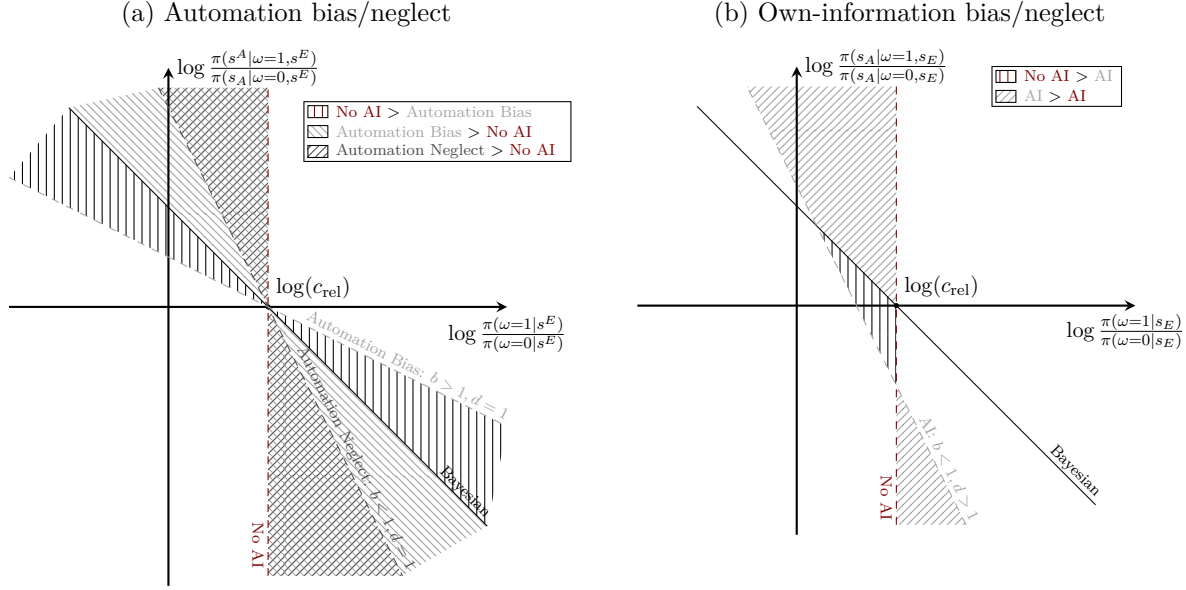 (a) Automation bias/neglect
log π(s^A|ω=1,s^E) / π(s_A|ω=0,s^E)
No AI > Automation Bias
Automation Bias > No AI
Automation Neglect > No AI
log(c_rel)
log π(ω=1|s^E) / π(ω=0|s^E)
Automation Bias: b > 1, d = 1
Automation Neglect: b < 1, d = 1
Bayesian
No AI
(b) Own-information bias/neglect
log π(s_A|ω=1,s_E) / π(s_A|ω=0,s_E)
No AI > AI
AI > AI
log(c_rel)
log π(ω=1|s_E) / π(ω=0|s_E)
Bayesian
AI: b < 1, d > 1
No AI